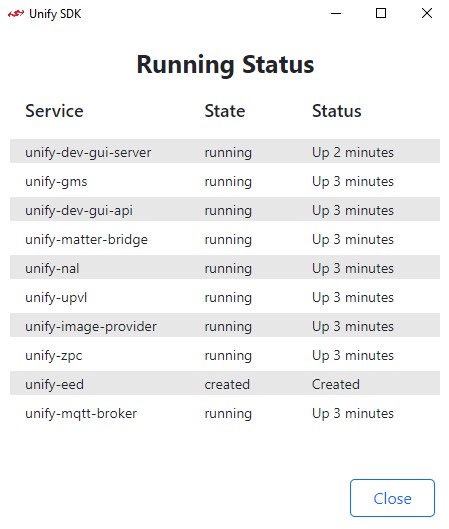 Unify SDK
Running Status
Service State Status
unify-dev-gui-server running Up 2 minutes
unify-gms running Up 3 minutes
unify-dev-gui-api running Up 3 minutes
unify-matter-bridge running Up 3 minutes
unify-nal running Up 3 minutes
unify-upvl running Up 3 minutes
unify-image-provider running Up 3 minutes
unify-zpc running Up 3 minutes
unify-eed created Created
unify-mqtt-broker running Up 3 minutes
Close